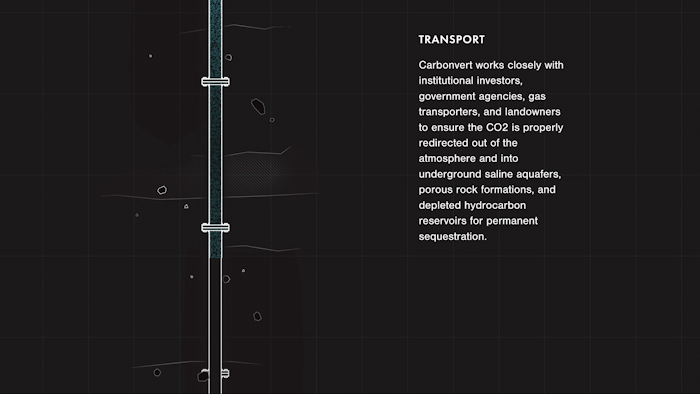 TRANSPORT
Carbonvert works closely with
institutional investors,
government agencies, gas
transporters, and landowners
to ensure the CO2 is properly
redirected out of the
atmosphere and into
underground saline aquafers,
porous rock formations, and
depleted hydrocarbon
reservoirs for permanent
sequestration.